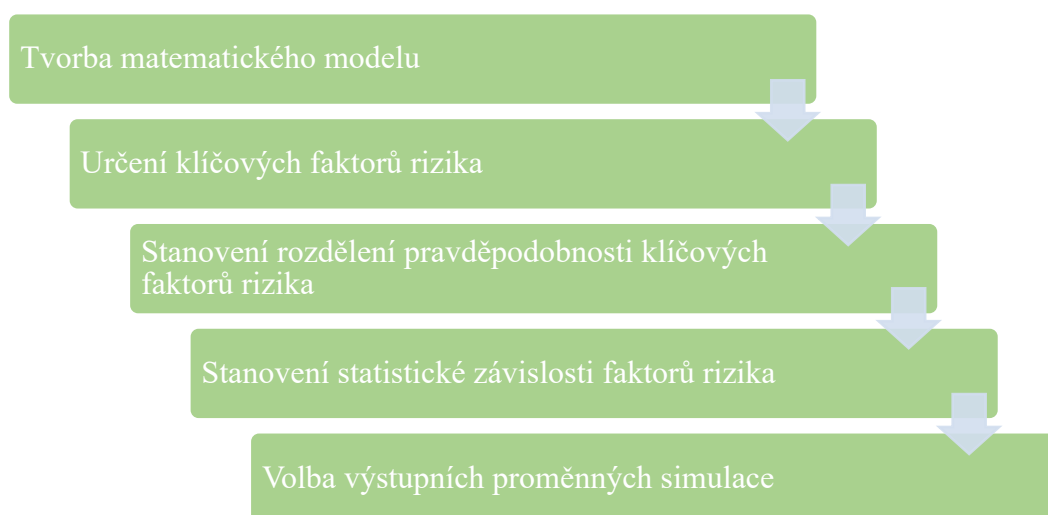 Tvorba matematického modelu
Určení klíčových faktorů rizika
Stanovení rozdělení pravděpodobnosti klíčových
faktorů rizika
Stanovení statistické závislosti faktorů rizika
Volba výstupních proměnných simulace